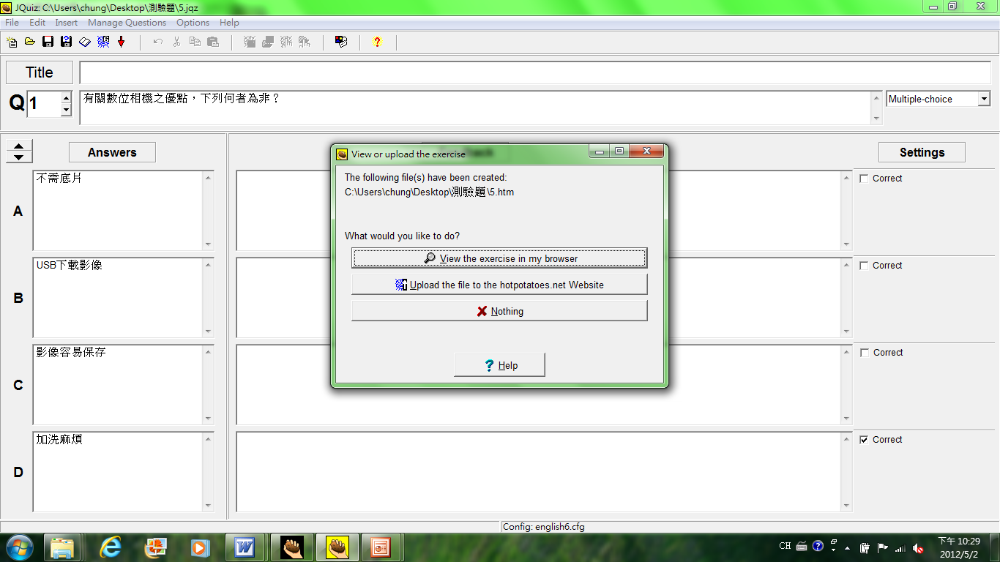 JQuiz C:\Users\chung\Desktop\測驗題\5.jqz
File Edit Insert Manage Questions Options Help
Title
Q 1 有關數位相機之優點，下列何者為非？ Multiple-choice
Answers
Settings
View or upload the exercise
The following file(s) have been created:
C:\Users\chung\Desktop\測驗題\5.htm
What would you like to do?
View the exercise in my browser
Upload the file to the hotpotatoes.net Website
Nothing
Help
A 不需底片 Correct
B USB下載影像 Correct
C 影像容易保存 Correct
D 加洗麻煩 Correct
Config: english6.cfg
CH
下午 10:29
2012/5/2